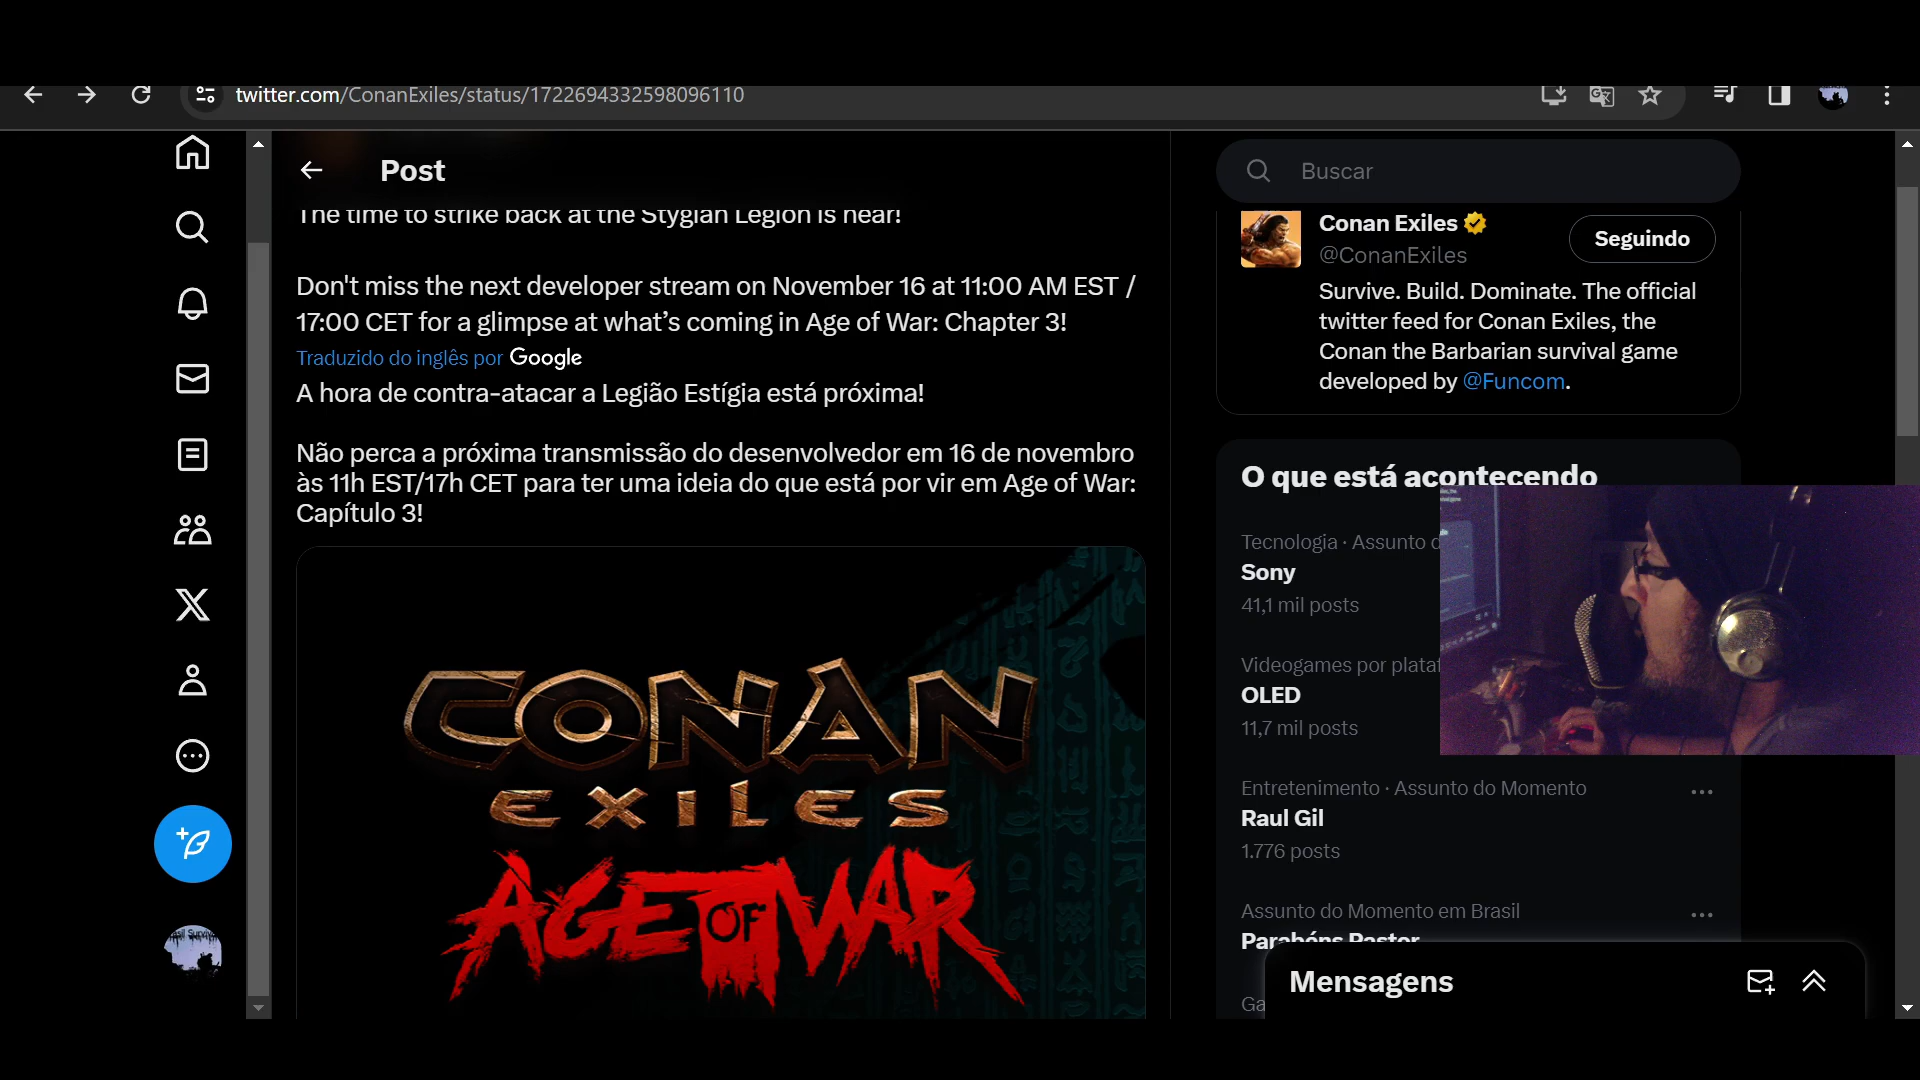 twitter.com/ConanExiles/status/1722694332598096110
Post
The time to strike back at the Stygian Legion is near!
Don't miss the next developer stream on November 16 at 11:00 AM EST /
17:00 CET for a glimpse at what’s coming in Age of War: Chapter 3!
Traduzido do inglês por Google
A hora de contra-atacar a Legião Estígia está próxima!
Não perca a próxima transmissão do desenvolvedor em 16 de novembro
às 11h EST/17h CET para ter uma ideia do que está por vir em Age of War:
Capítulo 3!
CONAN
EXILES
AGE OF WAR
Buscar
Conan Exiles
@ConanExiles
Seguindo
Survive. Build. Dominate. The official
twitter feed for Conan Exiles, the
Conan the Barbarian survival game
developed by @Funcom.
O que está acontecendo
Tecnologia · Assunto d
Sony
41,1 mil posts
Videogames por plataf
OLED
11,7 mil posts
Entretenimento · Assunto do Momento
Raul Gil
1.776 posts
Assunto do Momento em Brasil
Parabéns Pastor
Ga
Mensagens